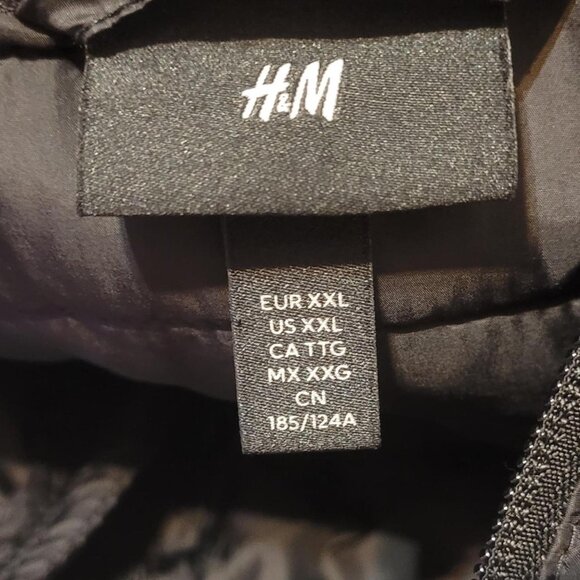 H&M
EUR XXL
US XXL
CA TTG
MX XXG
CN
185/124A